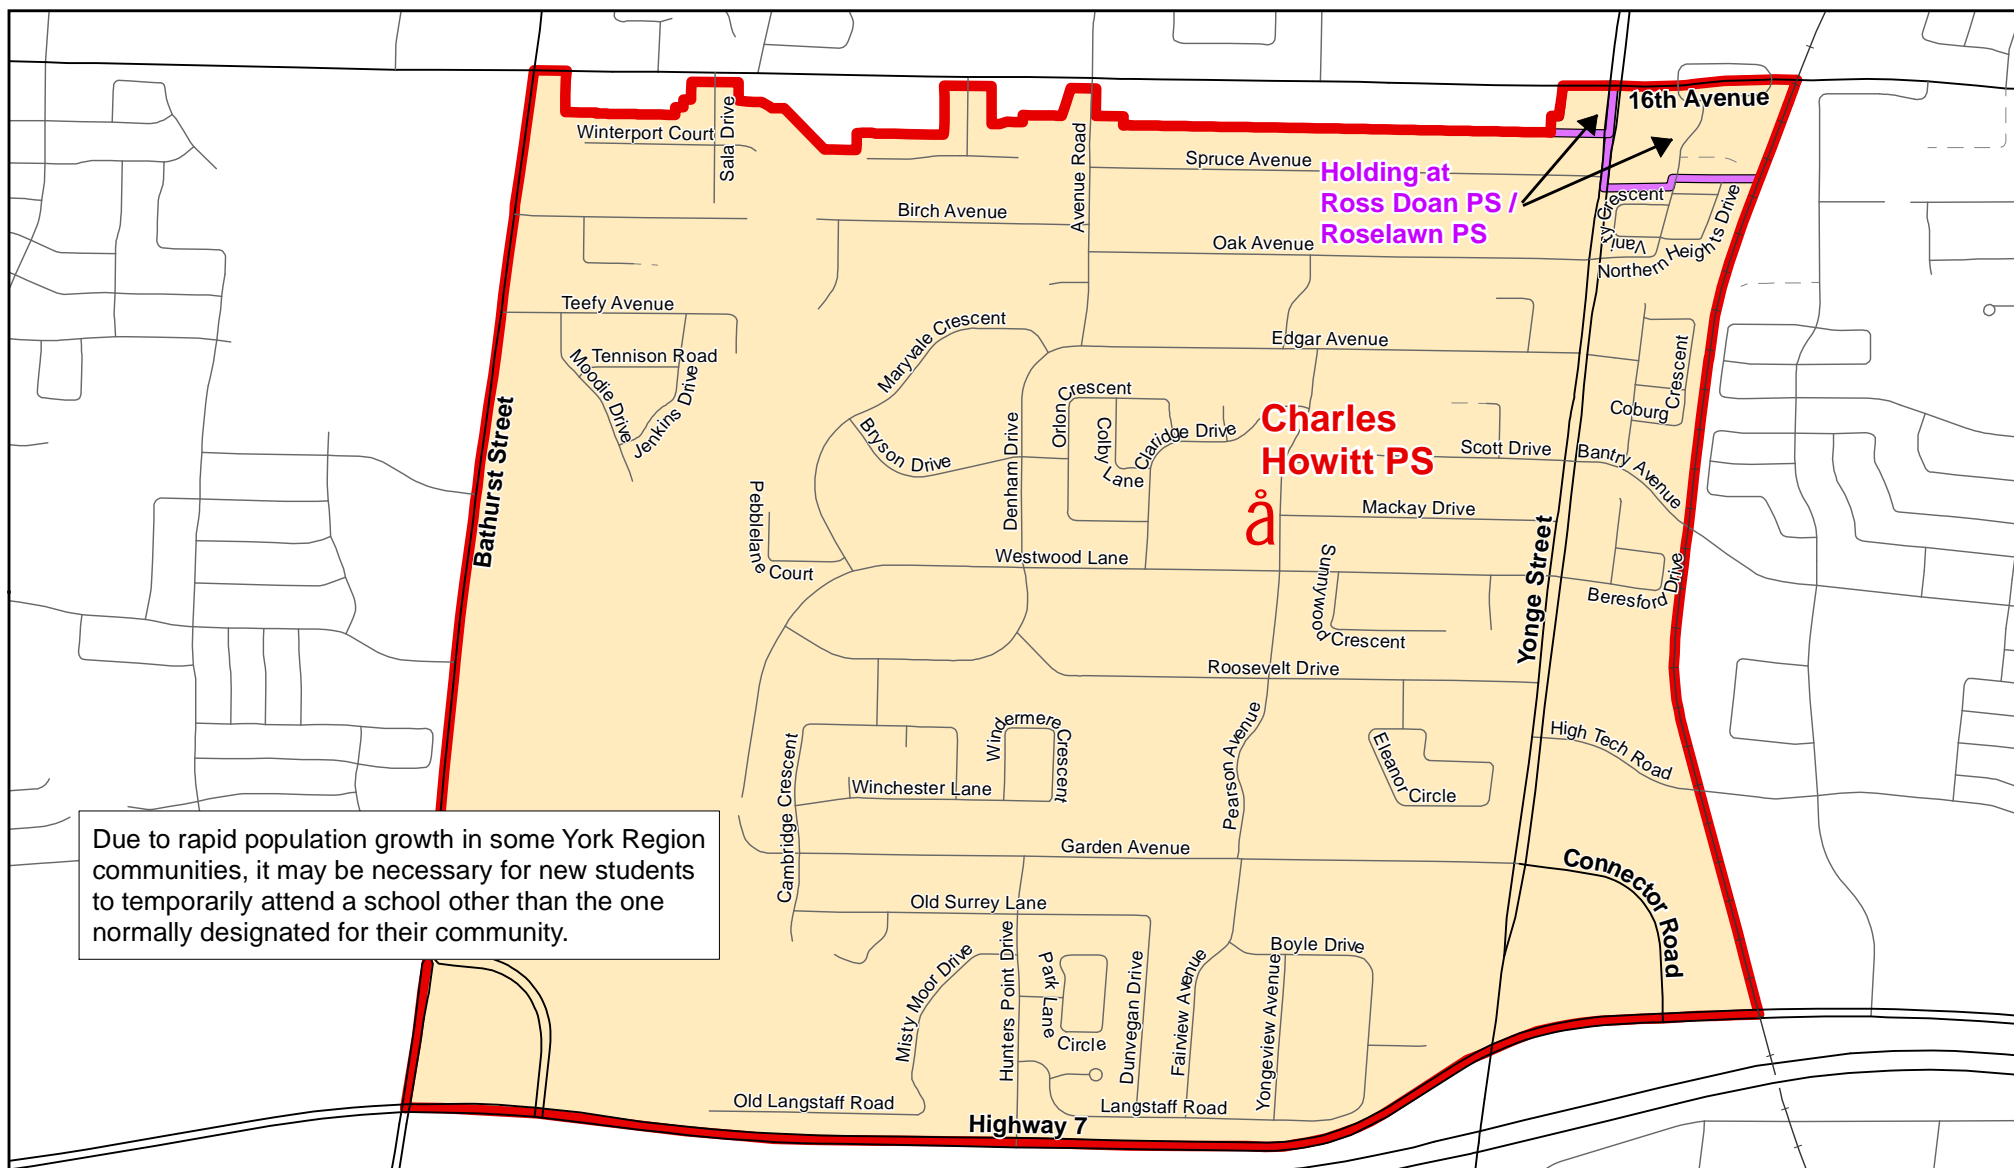 16th Avenue
Winterport Court
Sala Drive
Avenue Road
Spruce Avenue
Holding at
Ross Doan PS /
Roselawn PS
Birch Avenue
Oak Avenue
Vanity Crescent
Northern Heights Drive
Teefy Avenue
Tennison Road
Moodie Drive
Jenkins Drive
Maryvale Crescent
Edgar Avenue
Coburg Crescent
Bathurst Street
Bryson Drive
Denham Drive
Orlon Crescent
Colby Lane
Claridge Drive
Charles
Howitt PS
å
Scott Drive
Bantry Avenue
Mackay Drive
Pebblelane Court
Westwood Lane
Sunnywood Crescent
Yonge Street
Beresford Drive
Roosevelt Drive
Windermere Crescent
Pearson Avenue
Eleanor Circle
High Tech Road
Cambridge Crescent
Winchester Lane
Garden Avenue
Connector Road
Due to rapid population growth in some York Region
communities, it may be necessary for new students
to temporarily attend a school other than the one
normally designated for their community.
Old Surrey Lane
Misty Moor Drive
Hunters Point Drive
Park Lane Circle
Dunvegan Drive
Fairview Avenue
Yongeview Avenue
Boyle Drive
Old Langstaff Road
Langstaff Road
Highway 7